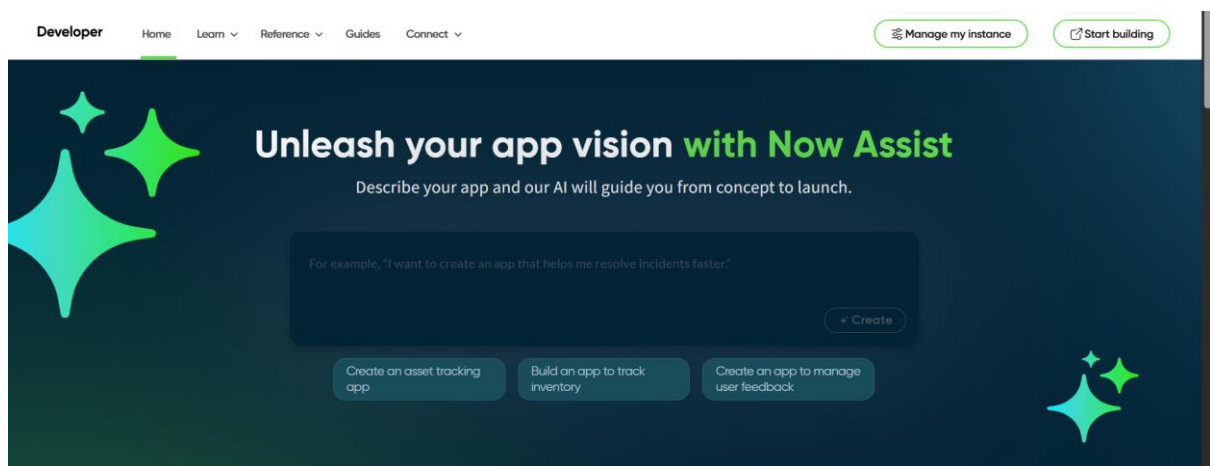 Developer Home Learn Reference Guides Connect Manage my instance Start building
Unleash your app vision with Now Assist
Describe your app and our AI will guide you from concept to launch.
For example, "I want to create an app that helps me resolve incidents faster."
Create
Create an asset tracking
app
Build an app to track
inventory
Create an app to manage
user feedback